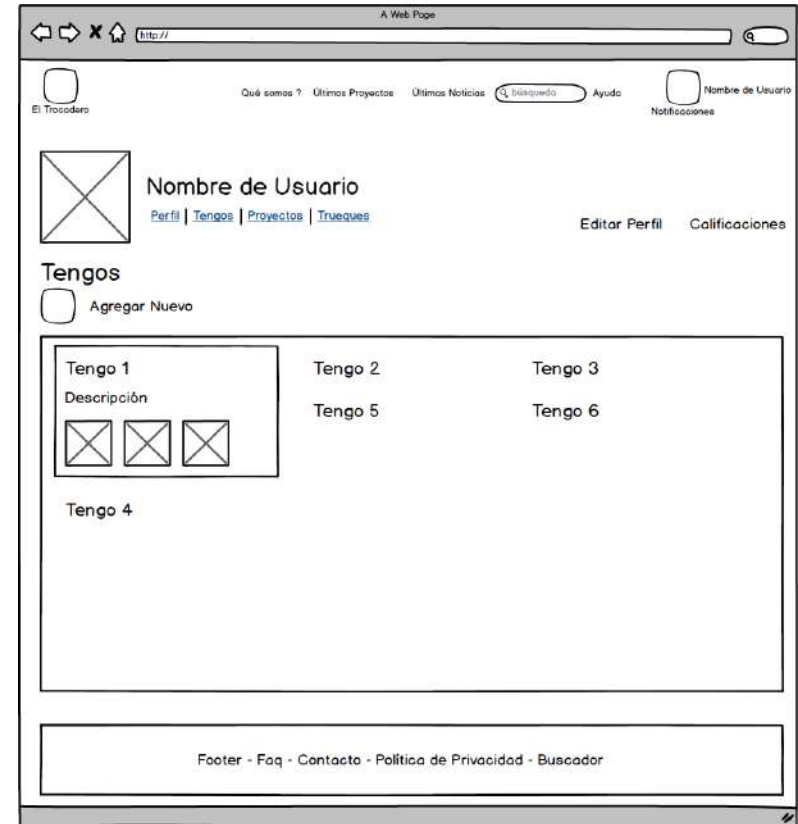 A Web Page
http://
Qué somos ? Últimos Proyectos Últimas Noticias búsqueda Ayuda
Nombre de Usuario
El Trocadero
Notificaciones
Nombre de Usuario
Perfil | Tengos | Proyectos | Trueques
Editar Perfil Calificaciones
Tengos
Agregar Nuevo
Tengo 1 Tengo 2 Tengo 3
Descripción
Tengo 5 Tengo 6
Tengo 4
Footer - Faq - Contacto - Política de Privacidad - Buscador